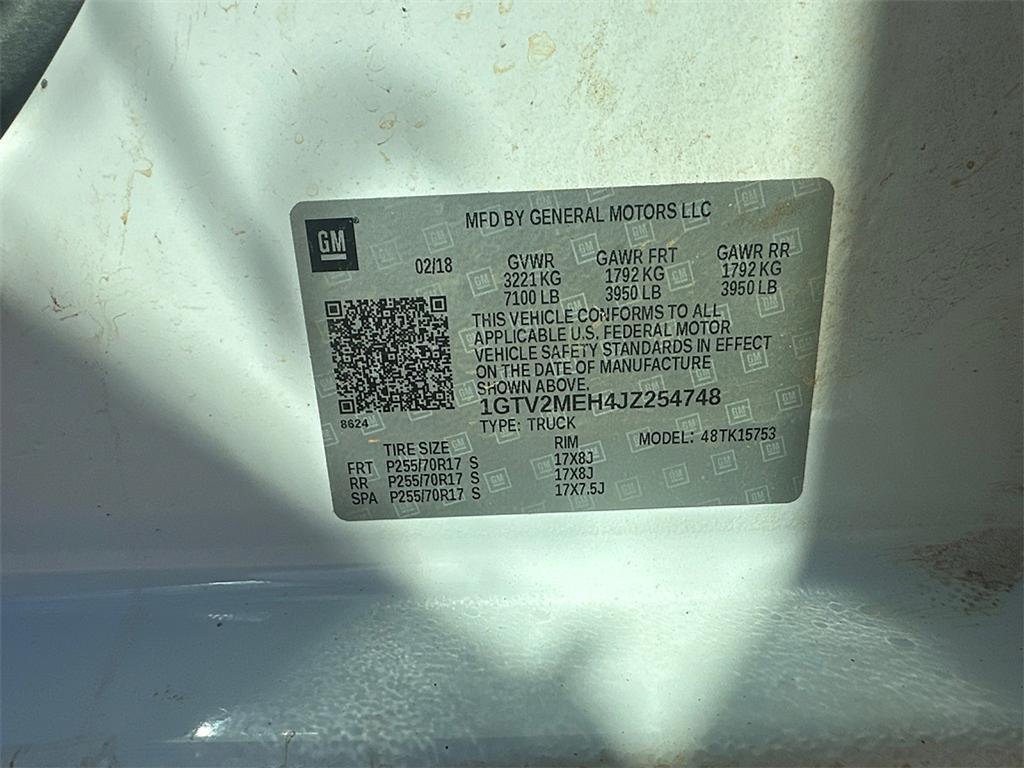 GM
MFD BY GENERAL MOTORS LLC
02/18
GVWR GAWR FRT GAWR RR
3221 KG 1792 KG 1792 KG
7100 LB 3950 LB 3950 LB
THIS VEHICLE CONFORMS TO ALL
APPLICABLE U.S. FEDERAL MOTOR
VEHICLE SAFETY STANDARDS IN EFFECT
ON THE DATE OF MANUFACTURE
SHOWN ABOVE.
1GTV2MEH4JZ254748
8624
TYPE: TRUCK
MODEL: 48TK15753
TIRE SIZE RIM
FRT P255/70R17 S 17X8J
RR P255/70R17 S 17X8J
SPA P255/70R17 S 17X7.5J